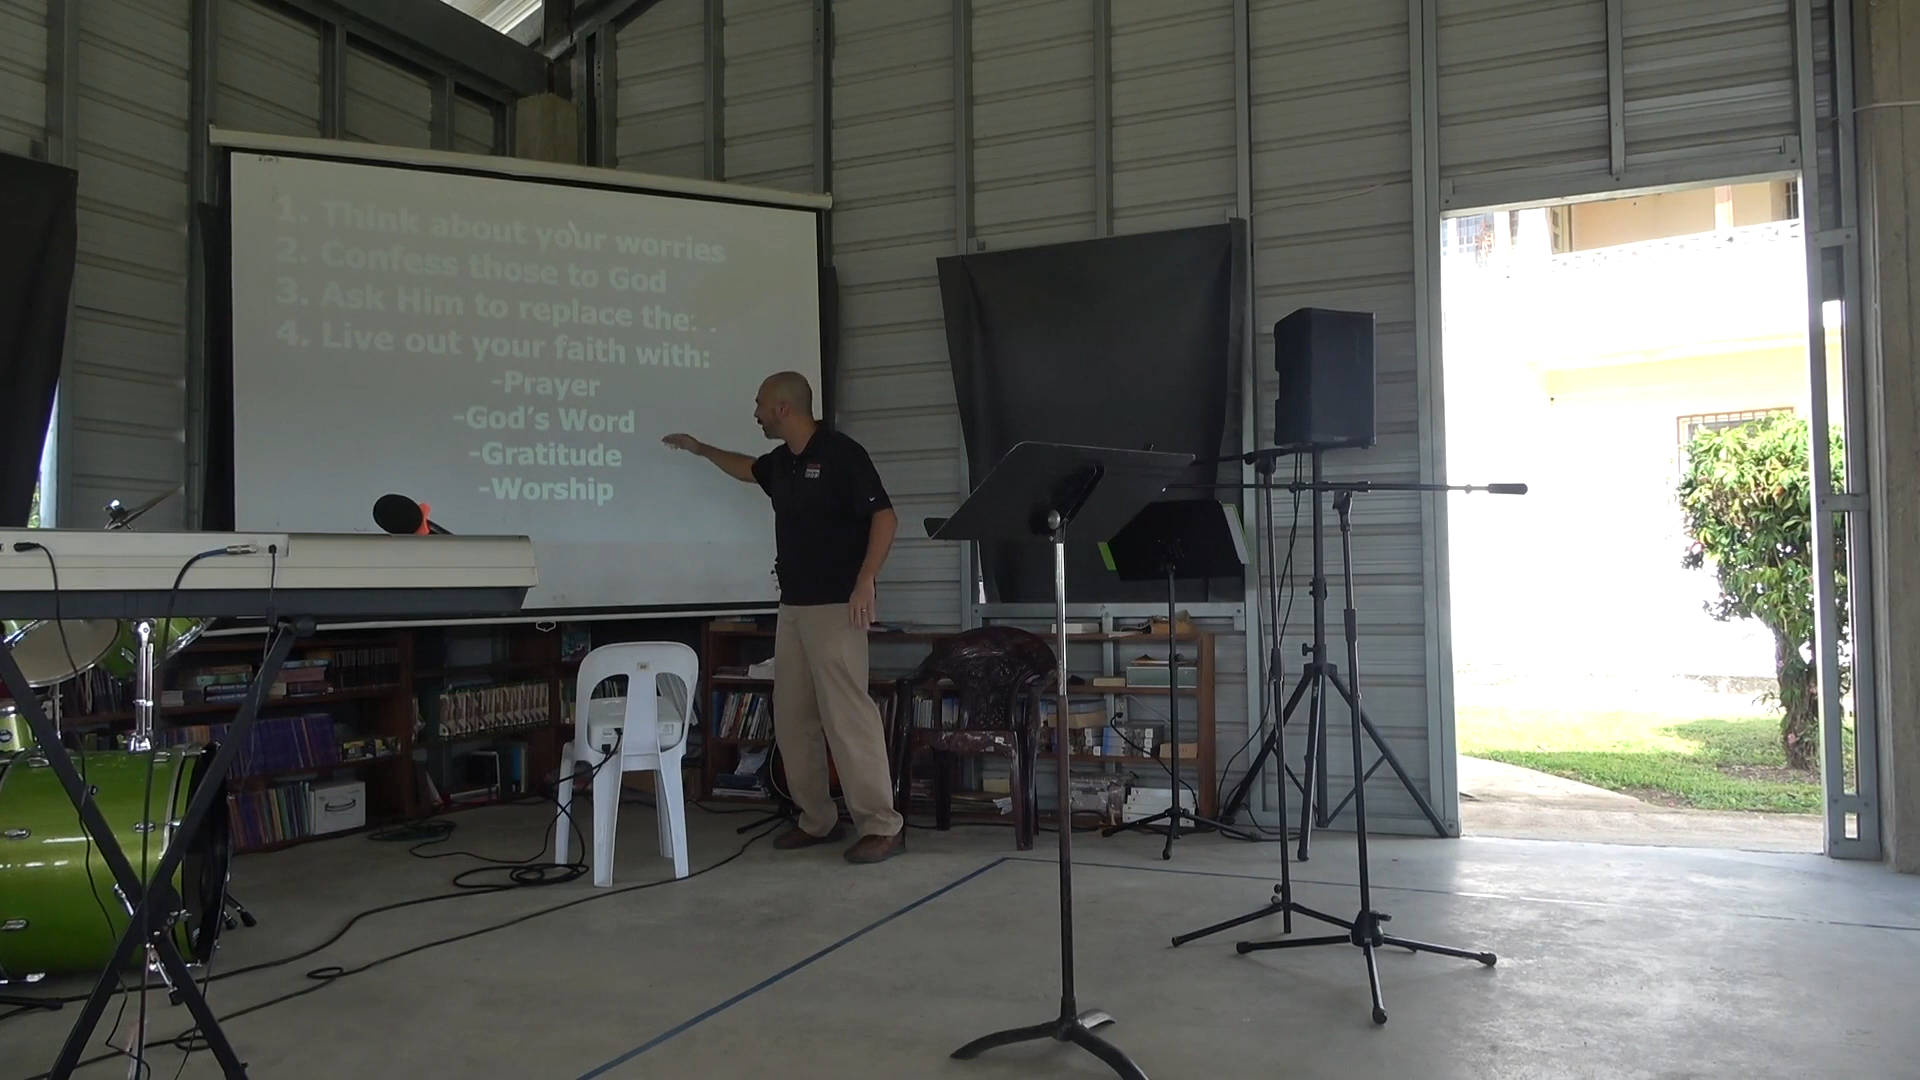 1. Think about your worries
2. Confess those to God
3. Ask Him to replace the
4. Live out your faith with:
-Prayer
-God's Word
-Gratitude
-Worship